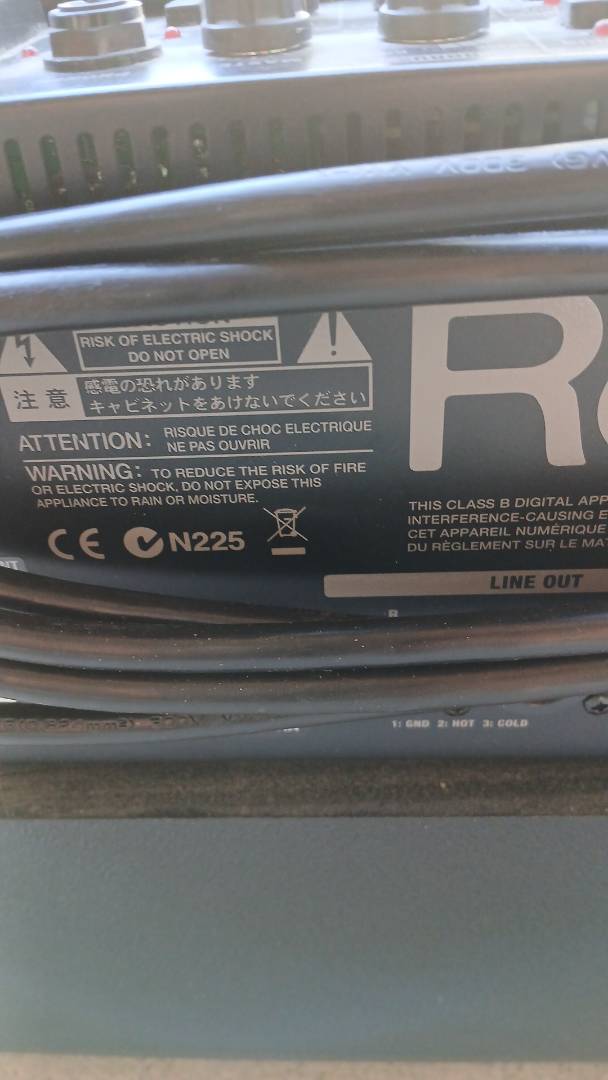 RISK OF ELECTRIC SHOCK
DO NOT OPEN
注意
感電の恐れがあります
キャビネットをあけないでください
ATTENTION: RISQUE DE CHOC ELECTRIQUE
NE PAS OUVRIR
WARNING: TO REDUCE THE RISK OF FIRE
OR ELECTRIC SHOCK, DO NOT EXPOSE THIS
APPLIANCE TO RAIN OR MOISTURE.
CE N225
R
THIS CLASS B DIGITAL APP
INTERFERENCE-CAUSING E
CET APPAREIL NUMÉRIQUE
DU RÈGLEMENT SUR LE MAT
LINE OUT
R
1: GND 2: HOT 3: COLD